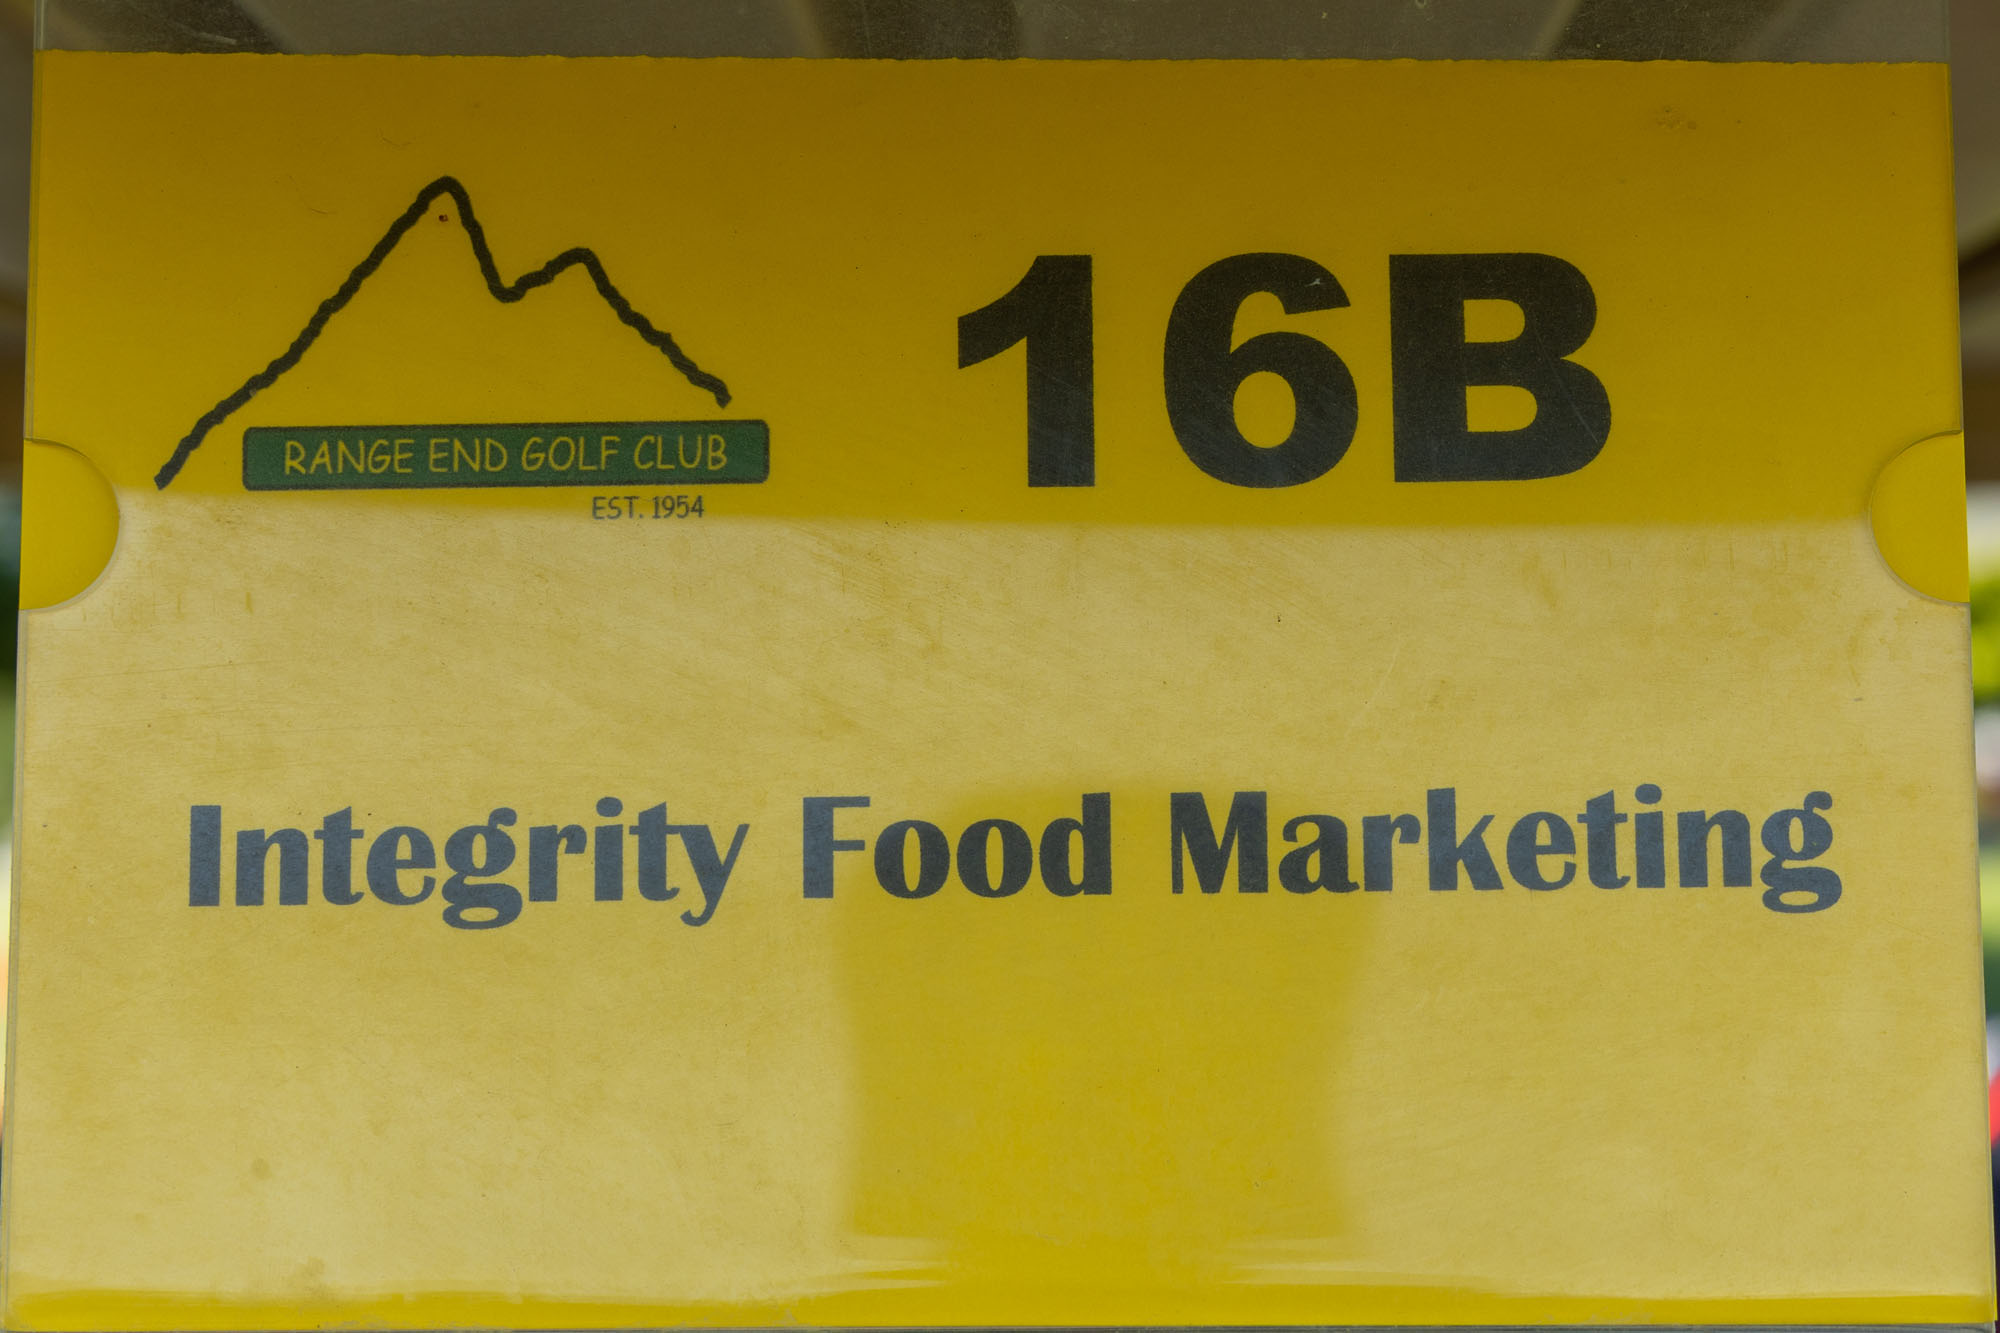 16B
RANGE END GOLF CLUB
EST. 1954
Integrity Food Marketing